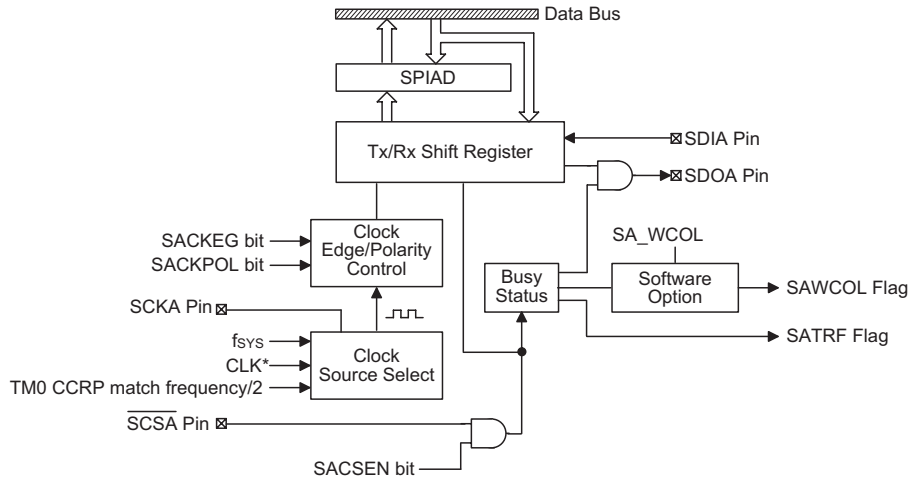 Data Bus
SPIAD
Tx/Rx Shift Register
SDIA Pin
SDOA Pin
SACKEG bit
SACKPOL bit
Clock
Edge/Polarity
Control
SA_WCOL
Busy
Status
Software
Option
SAWCOL Flag
SATRF Flag
SCKA Pin
fSYS
CLK*
TM0 CCRP match frequency/2
Clock
Source Select
SCSA Pin
SACSEN bit